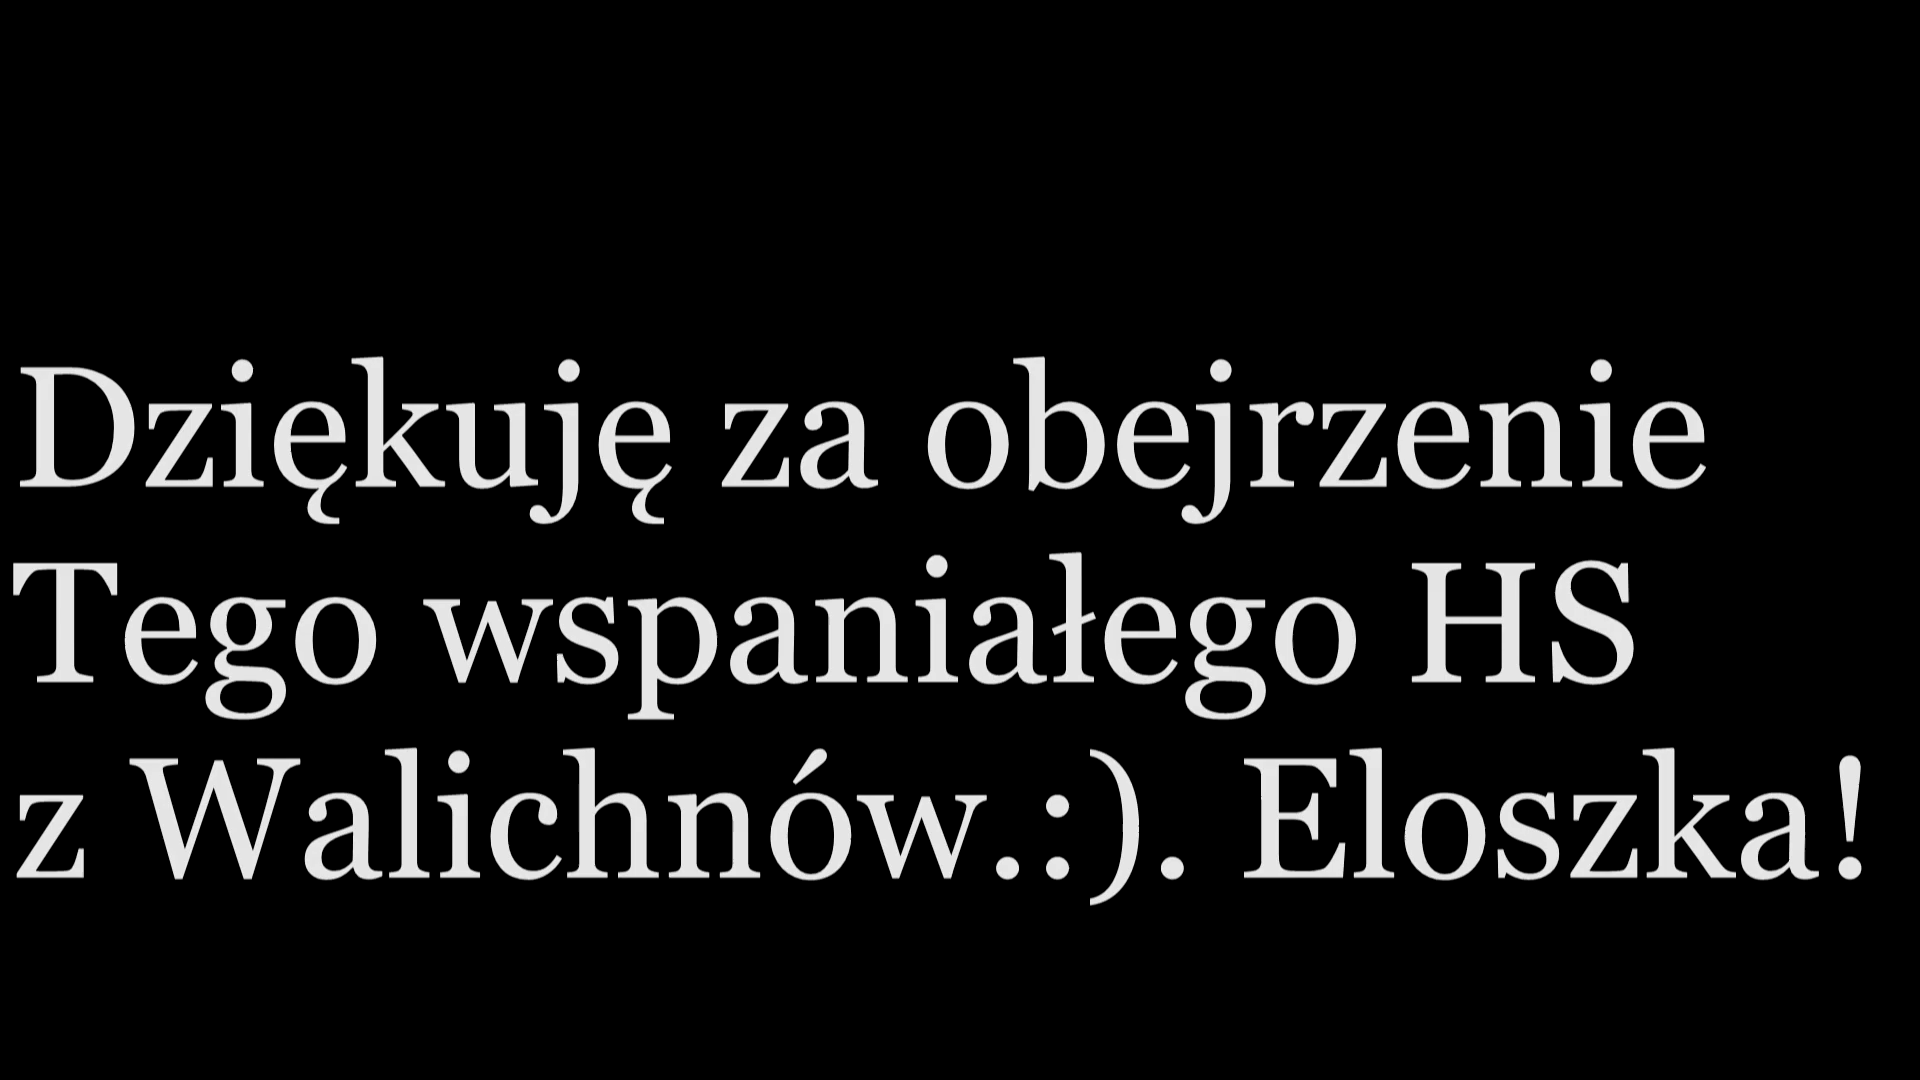 Dziękuję za obejrzenie
Tego wspaniałego HS
z Walichnów.:). Eloszka!